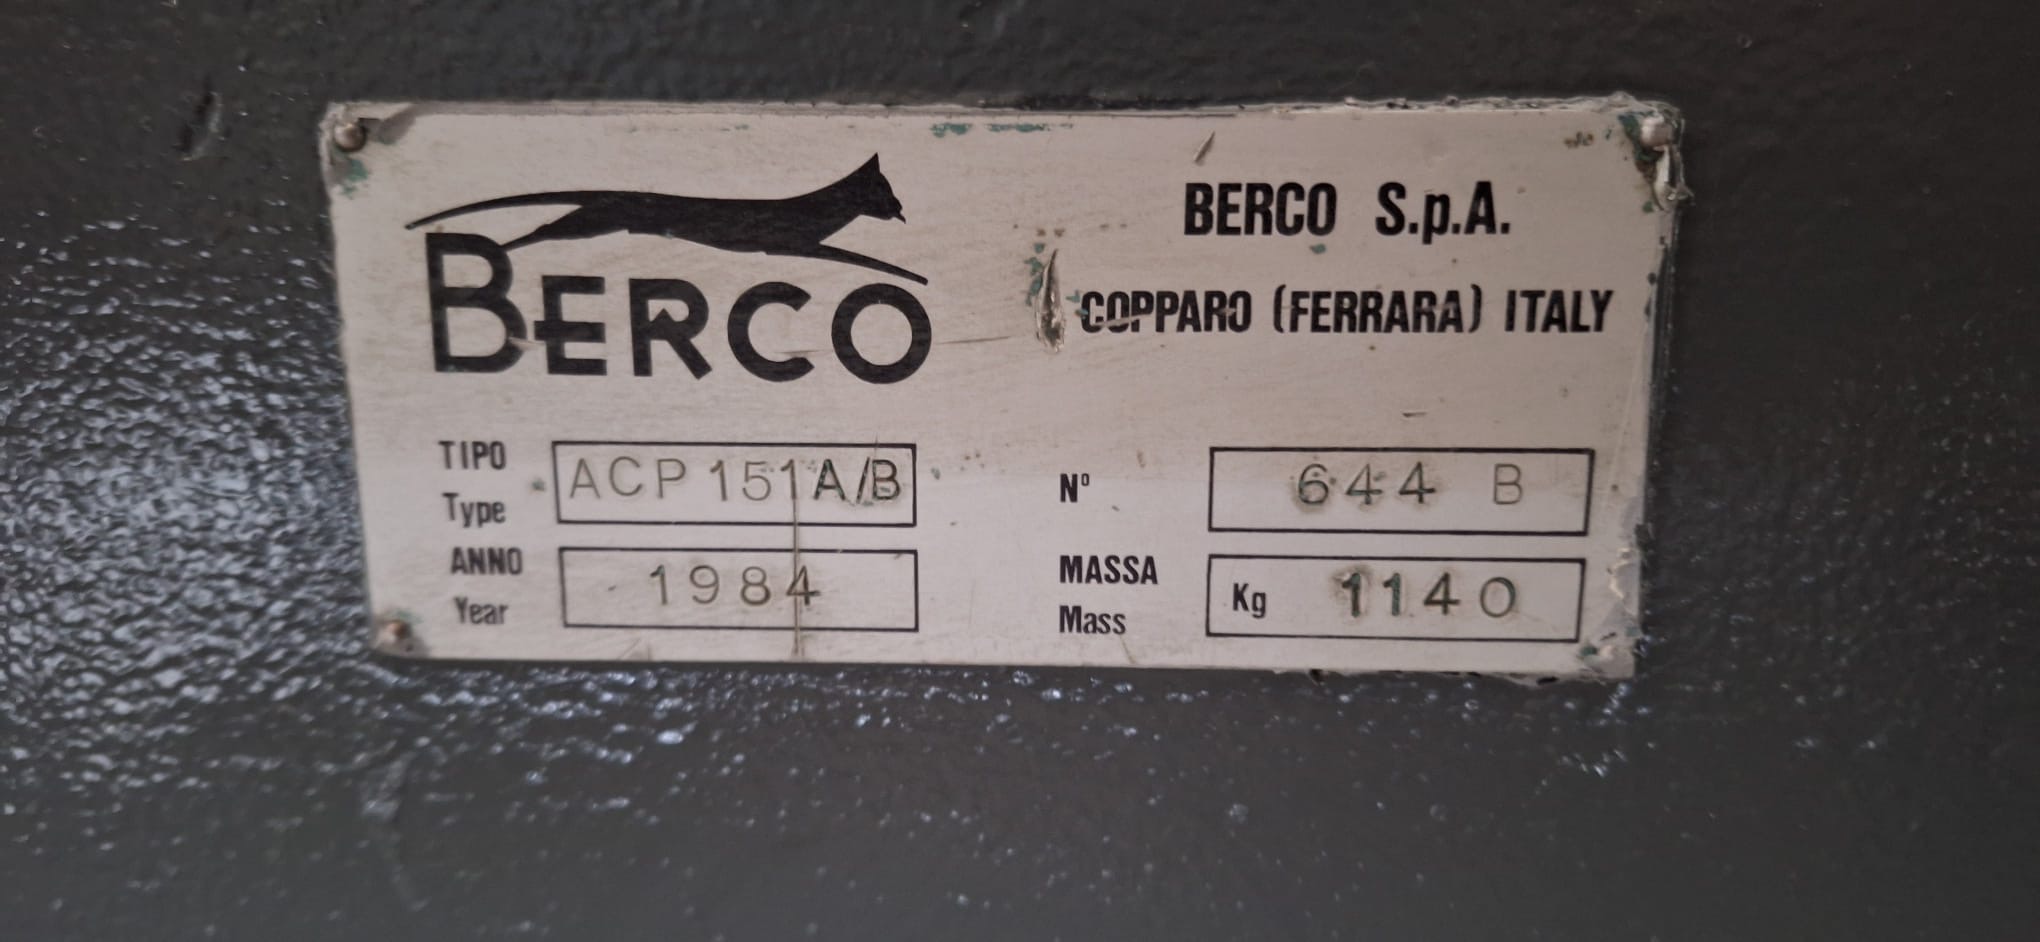 BERCO
BERCO S.p.A.
COPPARO (FERRARA) ITALY
TIPO
Type
ACP 151A/B
N°
644 B
ANNO
Year
1984
MASSA
Mass
Kg 1140